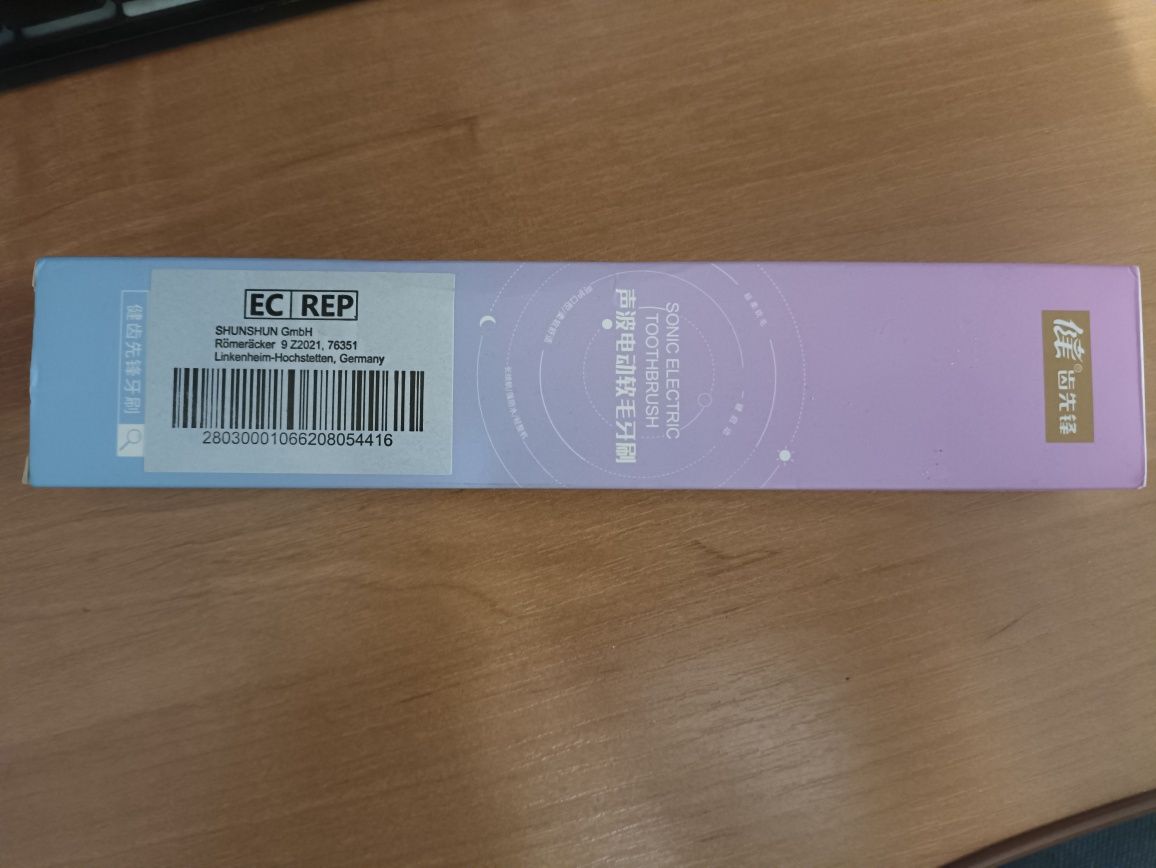 健®齿先锋
SONIC ELECTRIC
TOOTHBRUSH
声波电动软毛牙刷
EC REP
SHUNSHUN GmbH
Römeräcker 9 Z2021, 76351
Linkenheim-Hochstetten, Germany
28030001066208054416
健齿先锋牙刷